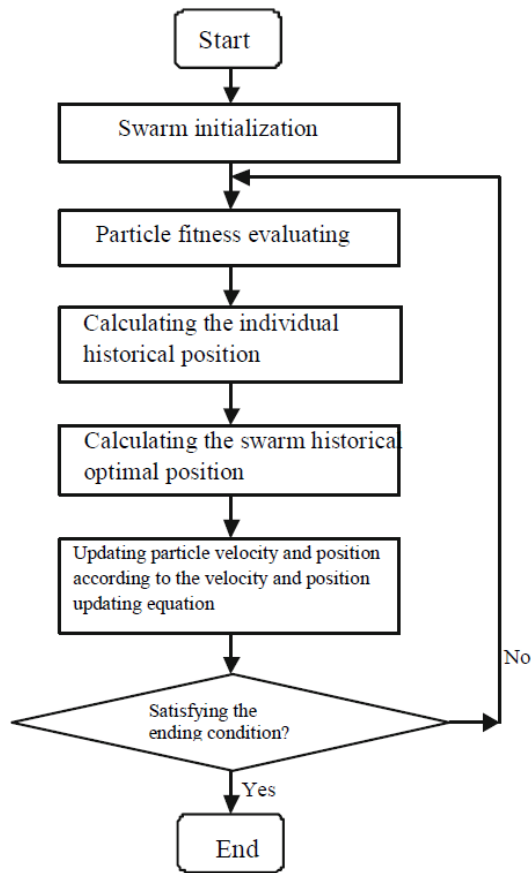 Start
Swarm initialization
Particle fitness evaluating
Calculating the individual
historical position
Calculating the swarm historical
optimal position
Updating particle velocity and position
according to the velocity and position
updating equation
No
Satisfying the
ending condition?
Yes
End